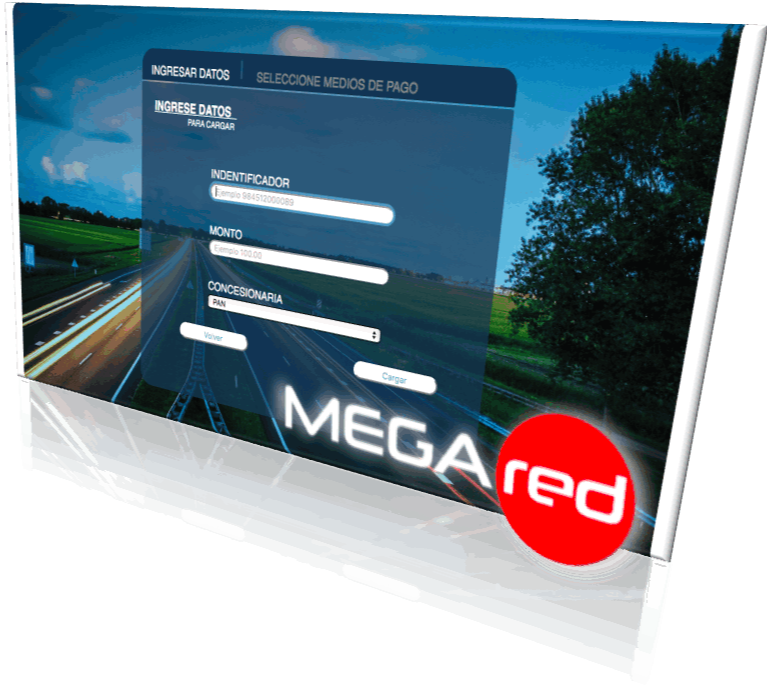 INGRESAR DATOS
SELECCIONE MEDIOS DE PAGO
INGRESE DATOS
PARA CARGAR
INDENTIFICADOR
Ejemplo 984512000089
MONTO
Ejemplo 100.00
CONCESIONARIA
PAN
Volver
Cargar
MEGA red